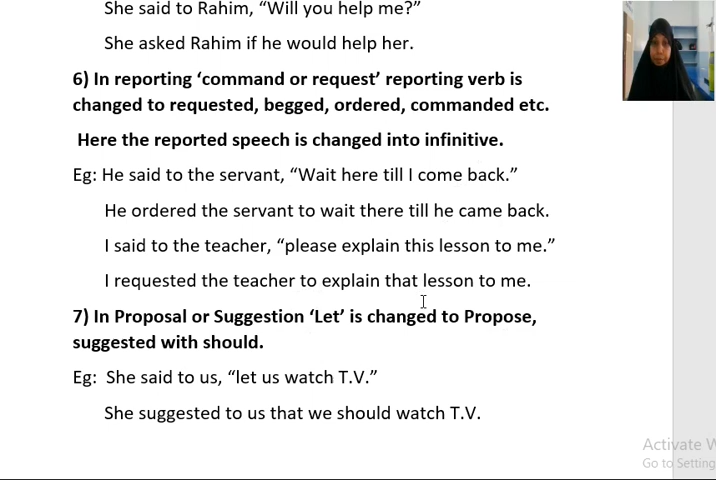 She said to Rahim, “Will you help me?”
She asked Rahim if he would help her.
6) In reporting ‘command or request’ reporting verb is
changed to requested, begged, ordered, commanded etc.
Here the reported speech is changed into infinitive.
Eg: He said to the servant, “Wait here till I come back.”
He ordered the servant to wait there till he came back.
I said to the teacher, “please explain this lesson to me.”
I requested the teacher to explain that lesson to me.
7) In Proposal or Suggestion ‘Let’ is changed to Propose,
suggested with should.
Eg:  She said to us, “let us watch T.V.”
She suggested to us that we should watch T.V.
Activate W
Go to Setting